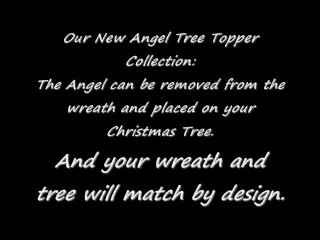 Our New Angel Tree Topper
Collection:
The Angel can be removed from the
wreath and placed on your
Christmas Tree.
And your wreath and
tree will match by design.